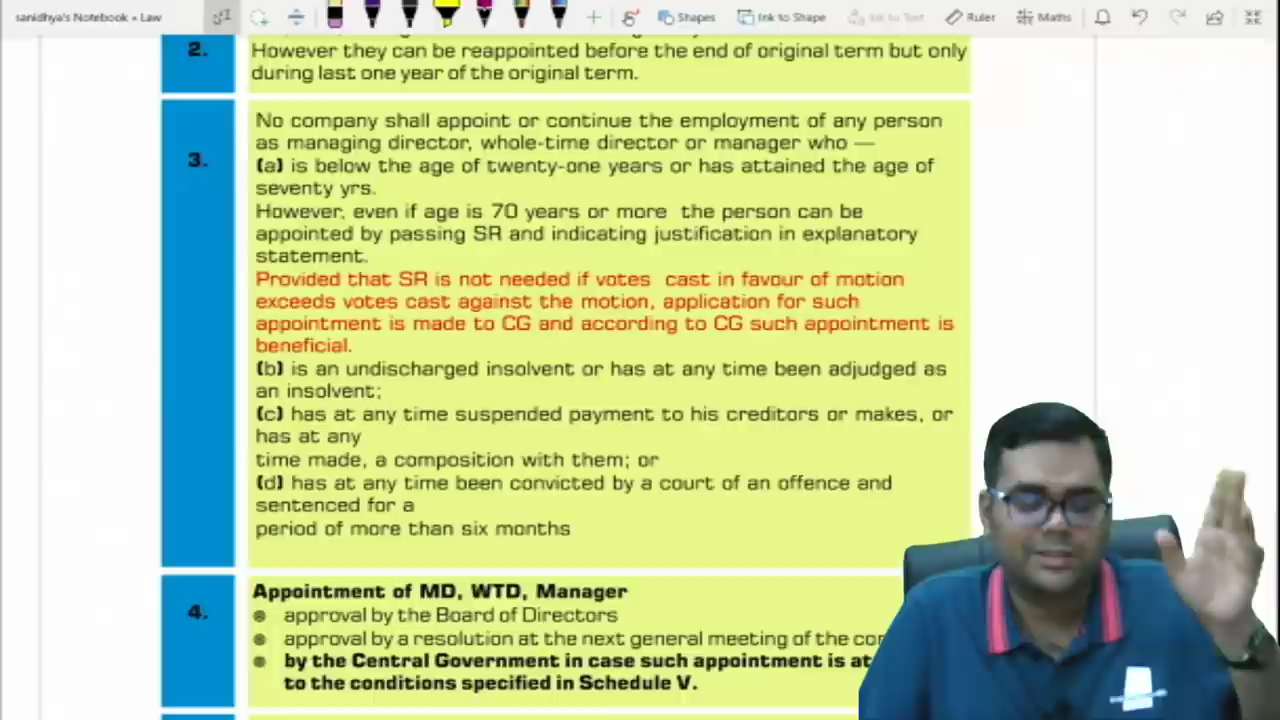 sanidhya's Notebook » Law
Shapes
Ink to Shape
Ink to Text
Ruler
Maths
2.
However they can be reappointed before the end of original term but only
during last one year of the original term.
3.
No company shall appoint or continue the employment of any person
as managing director, whole-time director or manager who —
(a) is below the age of twenty-one years or has attained the age of
seventy yrs.
However, even if age is 70 years or more the person can be
appointed by passing SR and indicating justification in explanatory
statement.
Provided that SR is not needed if votes cast in favour of motion
exceeds votes cast against the motion, application for such
appointment is made to CG and according to CG such appointment is
beneficial.
(b) is an undischarged insolvent or has at any time been adjudged as
an insolvent;
(c) has at any time suspended payment to his creditors or makes, or
has at any
time made, a composition with them; or
(d) has at any time been convicted by a court of an offence and
sentenced for a
period of more than six months
4.
Appointment of MD, WTD, Manager
approval by the Board of Directors
approval by a resolution at the next general meeting of the
by the Central Government in case such appointment is at
to the conditions specified in Schedule V.